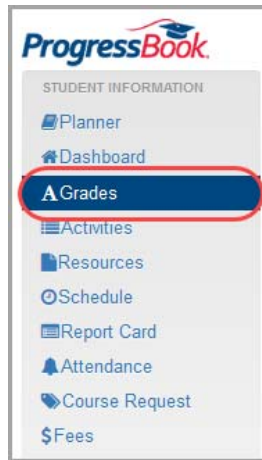 ProgressBook
STUDENT INFORMATION
Planner
Dashboard
Grades
Activities
Resources
Schedule
Report Card
Attendance
Course Request
Fees